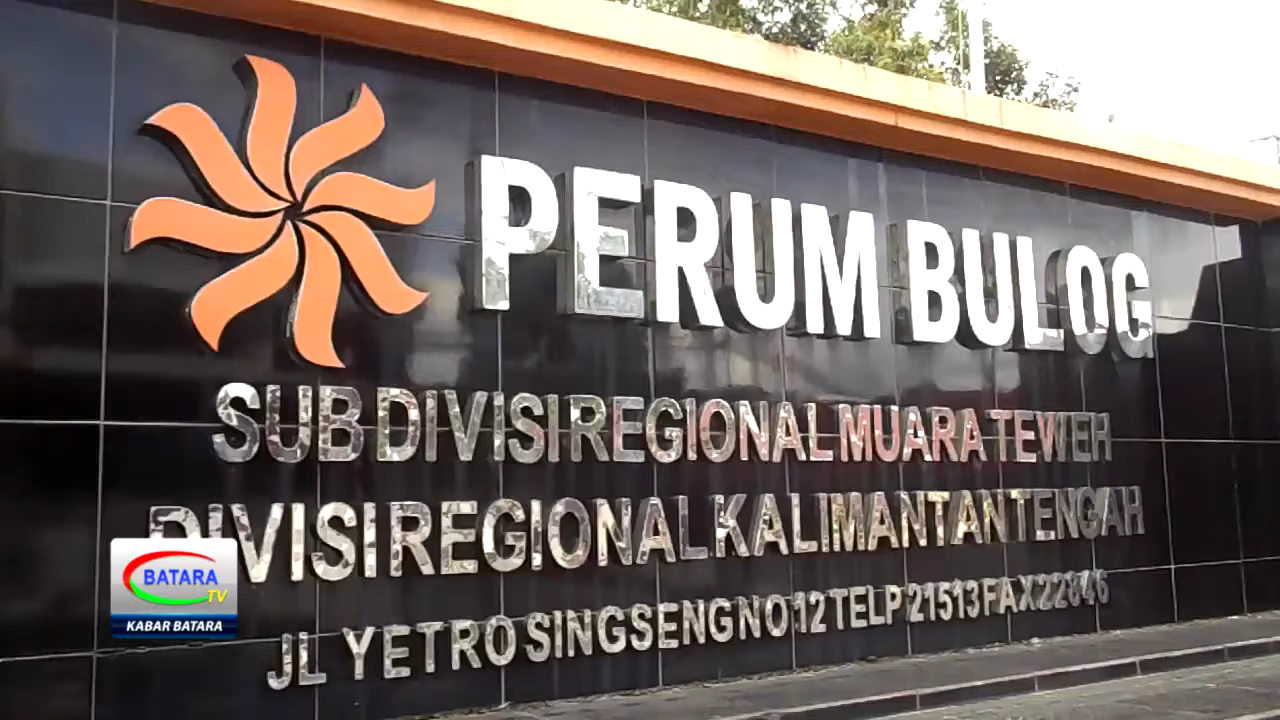 PERUM BULOG
SUB DIVISI REGIONAL MUARA TEWEH
DIVISI REGIONAL KALIMANTAN TENGAH
JL YETRO SINGSENG NO 12 TELP 21513 FAX 22846
BATARA
TV
KABAR BATARA